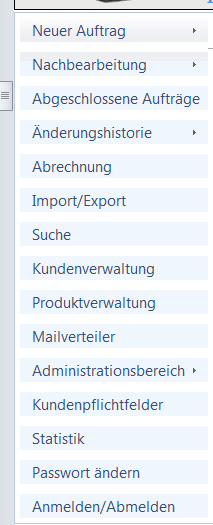 Neuer Auftrag
Nachbearbeitung
Abgeschlossene Aufträge
Änderungshistorie
Abrechnung
Import/Export
Suche
Kundenverwaltung
Produktverwaltung
Mailverteiler
Administrationsbereich
Kundenpflichtfelder
Statistik
Passwort ändern
Anmelden/Abmelden